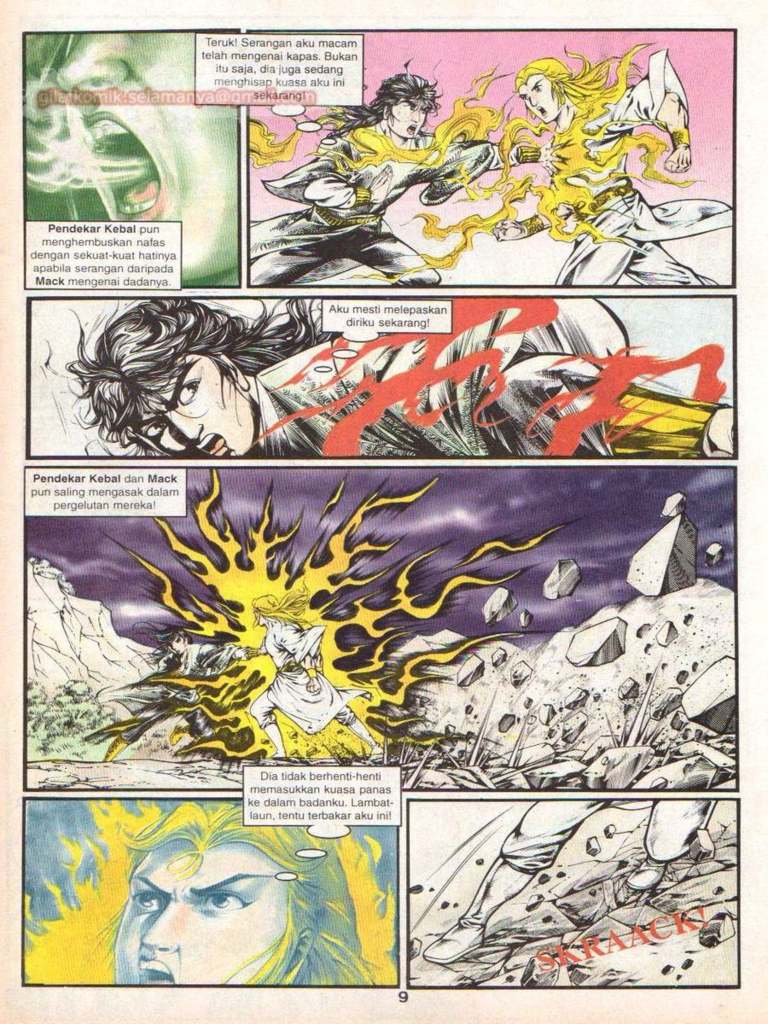 Pendekar Kebal pun
menghembuskan nafas
dengan sekuat-kuat hatinya
apabila serangan daripada
Mack mengenai dadanya.
Teruk! Serangan aku macam
telah mengenai kapas. Bukan
itu saja, dia juga sedang
menghisap kuasa aku ini
sekarang!
Aku mesti melepaskan
diriku sekarang!
Pendekar Kebal dan Mack
pun saling mengasak dalam
pergelutan mereka!
Dia tidak berhenti-henti
memasukkan kuasa panas
ke dalam badanku. Lambat-
laun, tentu terbakar aku ini!
SKRAACK!
9